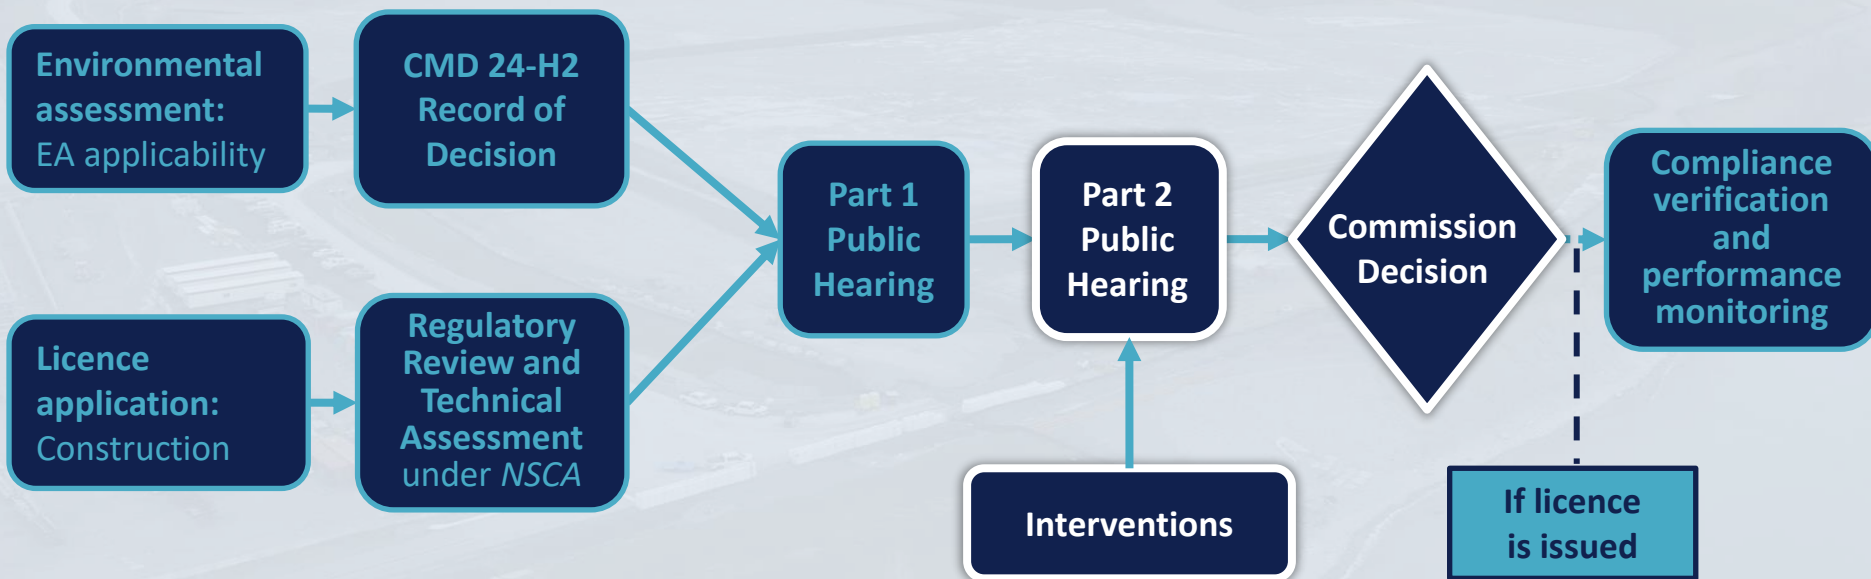 Environmental
assessment:
EA applicability
CMD 24-H2
Record of
Decision
Licence
application:
Construction
Regulatory
Review and
Technical
Assessment
under NSCA
Part 1
Public
Hearing
Part 2
Public
Hearing
Interventions
Commission
Decision
If licence
is issued
Compliance
verification
and
performance
monitoring